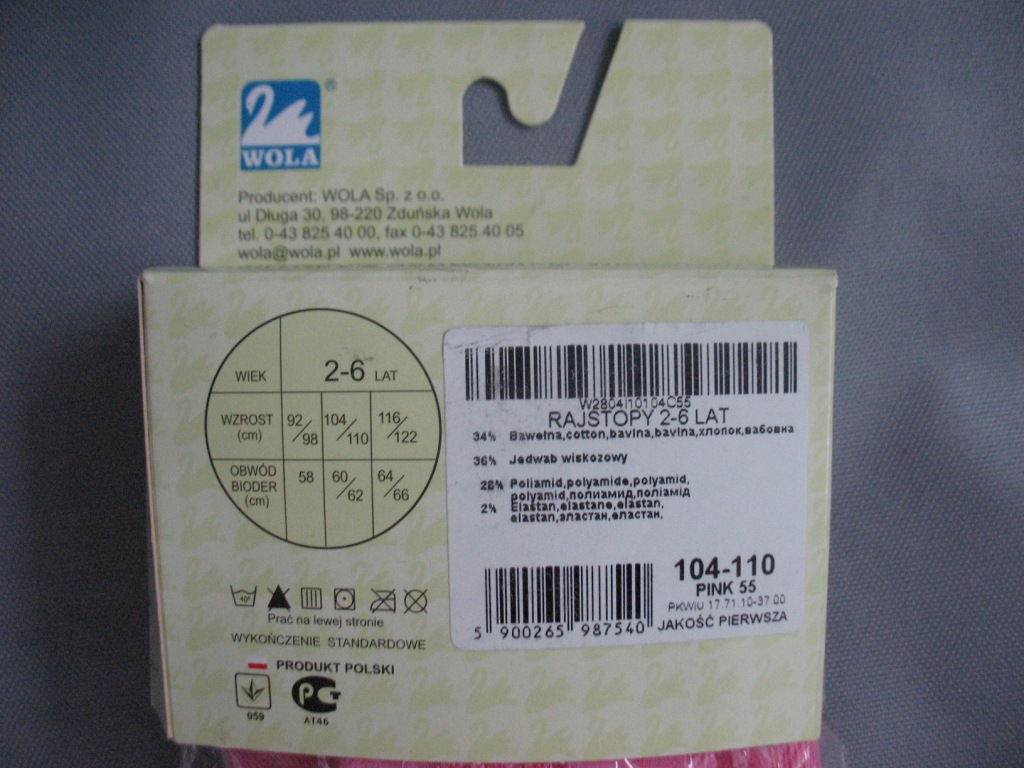 WOLA ®
Producent: WOLA Sp. z o.o.
ul Długa 30, 98-220 Zduńska Wola
tel. 0-43 825 40 00, fax 0-43 825 40 05
wola@wola.pl www.wola.pl
WIEK 2-6 LAT
WZROST (cm) 92/98 104/110 116/122
OBWÓD BIODER (cm) 58 60/62 64/66
40°
Prać na lewej stronie
WYKOŃCZENIE STANDARDOWE
PRODUKT POLSKI
059
РСТ
AT46
RAJSTOPY 2-6 LAT
34% Bawełna,cotton,bavlna,bavlna,хлопок,бавовна
36% Jedwab wiskozowy
28% Poliamid,polyamide,polyamid,
polyamid,полиамид,поліамід
2% Elastan,elastane,elastan,
elastan,эластан,еластан,
104-110
PINK 55
PKWiU 17.71.10-37.00
JAKOŚĆ PIERWSZA
5 900265 987540